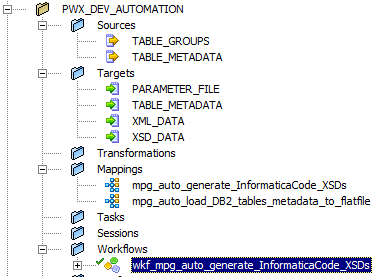 PWX_DEV_AUTOMATION
Sources
TABLE_GROUPS
TABLE_METADATA
Targets
PARAMETER_FILE
TABLE_METADATA
XML_DATA
XSD_DATA
Transformations
Mappings
mpg_auto_generate_InformaticaCode_XSDs
mpg_auto_load_DB2_tables_metadata_to_flatfile
Tasks
Sessions
Workflows
wkf_mpg_auto_generate_InformaticaCode_XSDs